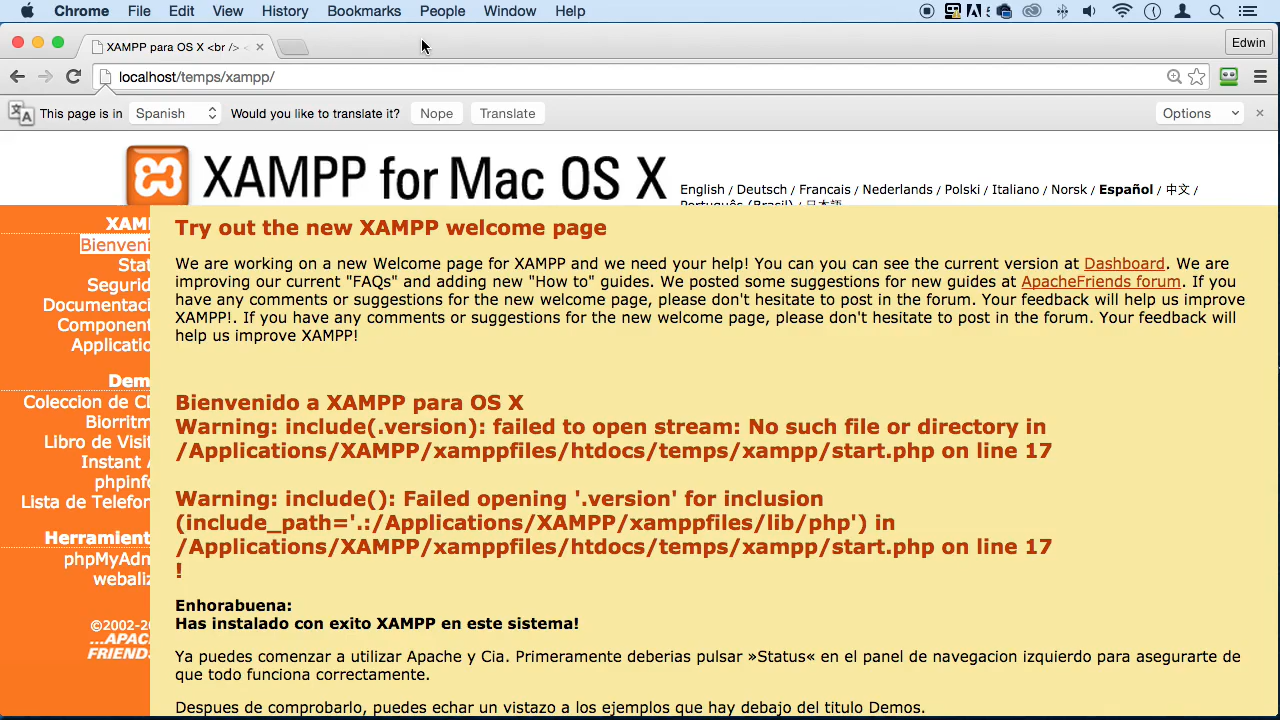 Chrome File Edit View History Bookmarks People Window Help
XAMPP para OS X <br /> <
Edwin
localhost/temps/xampp/
This page is in Spanish Would you like to translate it? Nope Translate Options
XAMPP for Mac OS X
English / Deutsch / Francais / Nederlands / Polski / Italiano / Norsk / Español / 中文 /
Português (Brasil) / 日本語
XAM
Bienveni
Stat
Segurid
Documentaci
Component
Applicatio
Dem
Coleccion de C
Biorritm
Libro de Visit
Instant A
phpinf
Lista de Telefon
Herramient
phpMyAdm
webaliz
©2002-2
...APAC
FRIENDS
Try out the new XAMPP welcome page
We are working on a new Welcome page for XAMPP and we need your help! You can you can see the current version at Dashboard. We are
improving our current "FAQs" and adding new "How to" guides. We posted some suggestions for new guides at ApacheFriends forum. If you
have any comments or suggestions for the new welcome page, please don't hesitate to post in the forum. Your feedback will help us improve
XAMPP!. If you have any comments or suggestions for the new welcome page, please don't hesitate to post in the forum. Your feedback will
help us improve XAMPP!
Bienvenido a XAMPP para OS X
Warning: include(.version): failed to open stream: No such file or directory in
/Applications/XAMPP/xamppfiles/htdocs/temps/xampp/start.php on line 17
Warning: include(): Failed opening '.version' for inclusion
(include_path='.:/Applications/XAMPP/xamppfiles/lib/php') in
/Applications/XAMPP/xamppfiles/htdocs/temps/xampp/start.php on line 17
!
Enhorabuena:
Has instalado con exito XAMPP en este sistema!
Ya puedes comenzar a utilizar Apache y Cia. Primeramente deberias pulsar »Status« en el panel de navegacion izquierdo para asegurarte de
que todo funciona correctamente.
Despues de comprobarlo, puedes echar un vistazo a los ejemplos que hay debajo del titulo Demos.